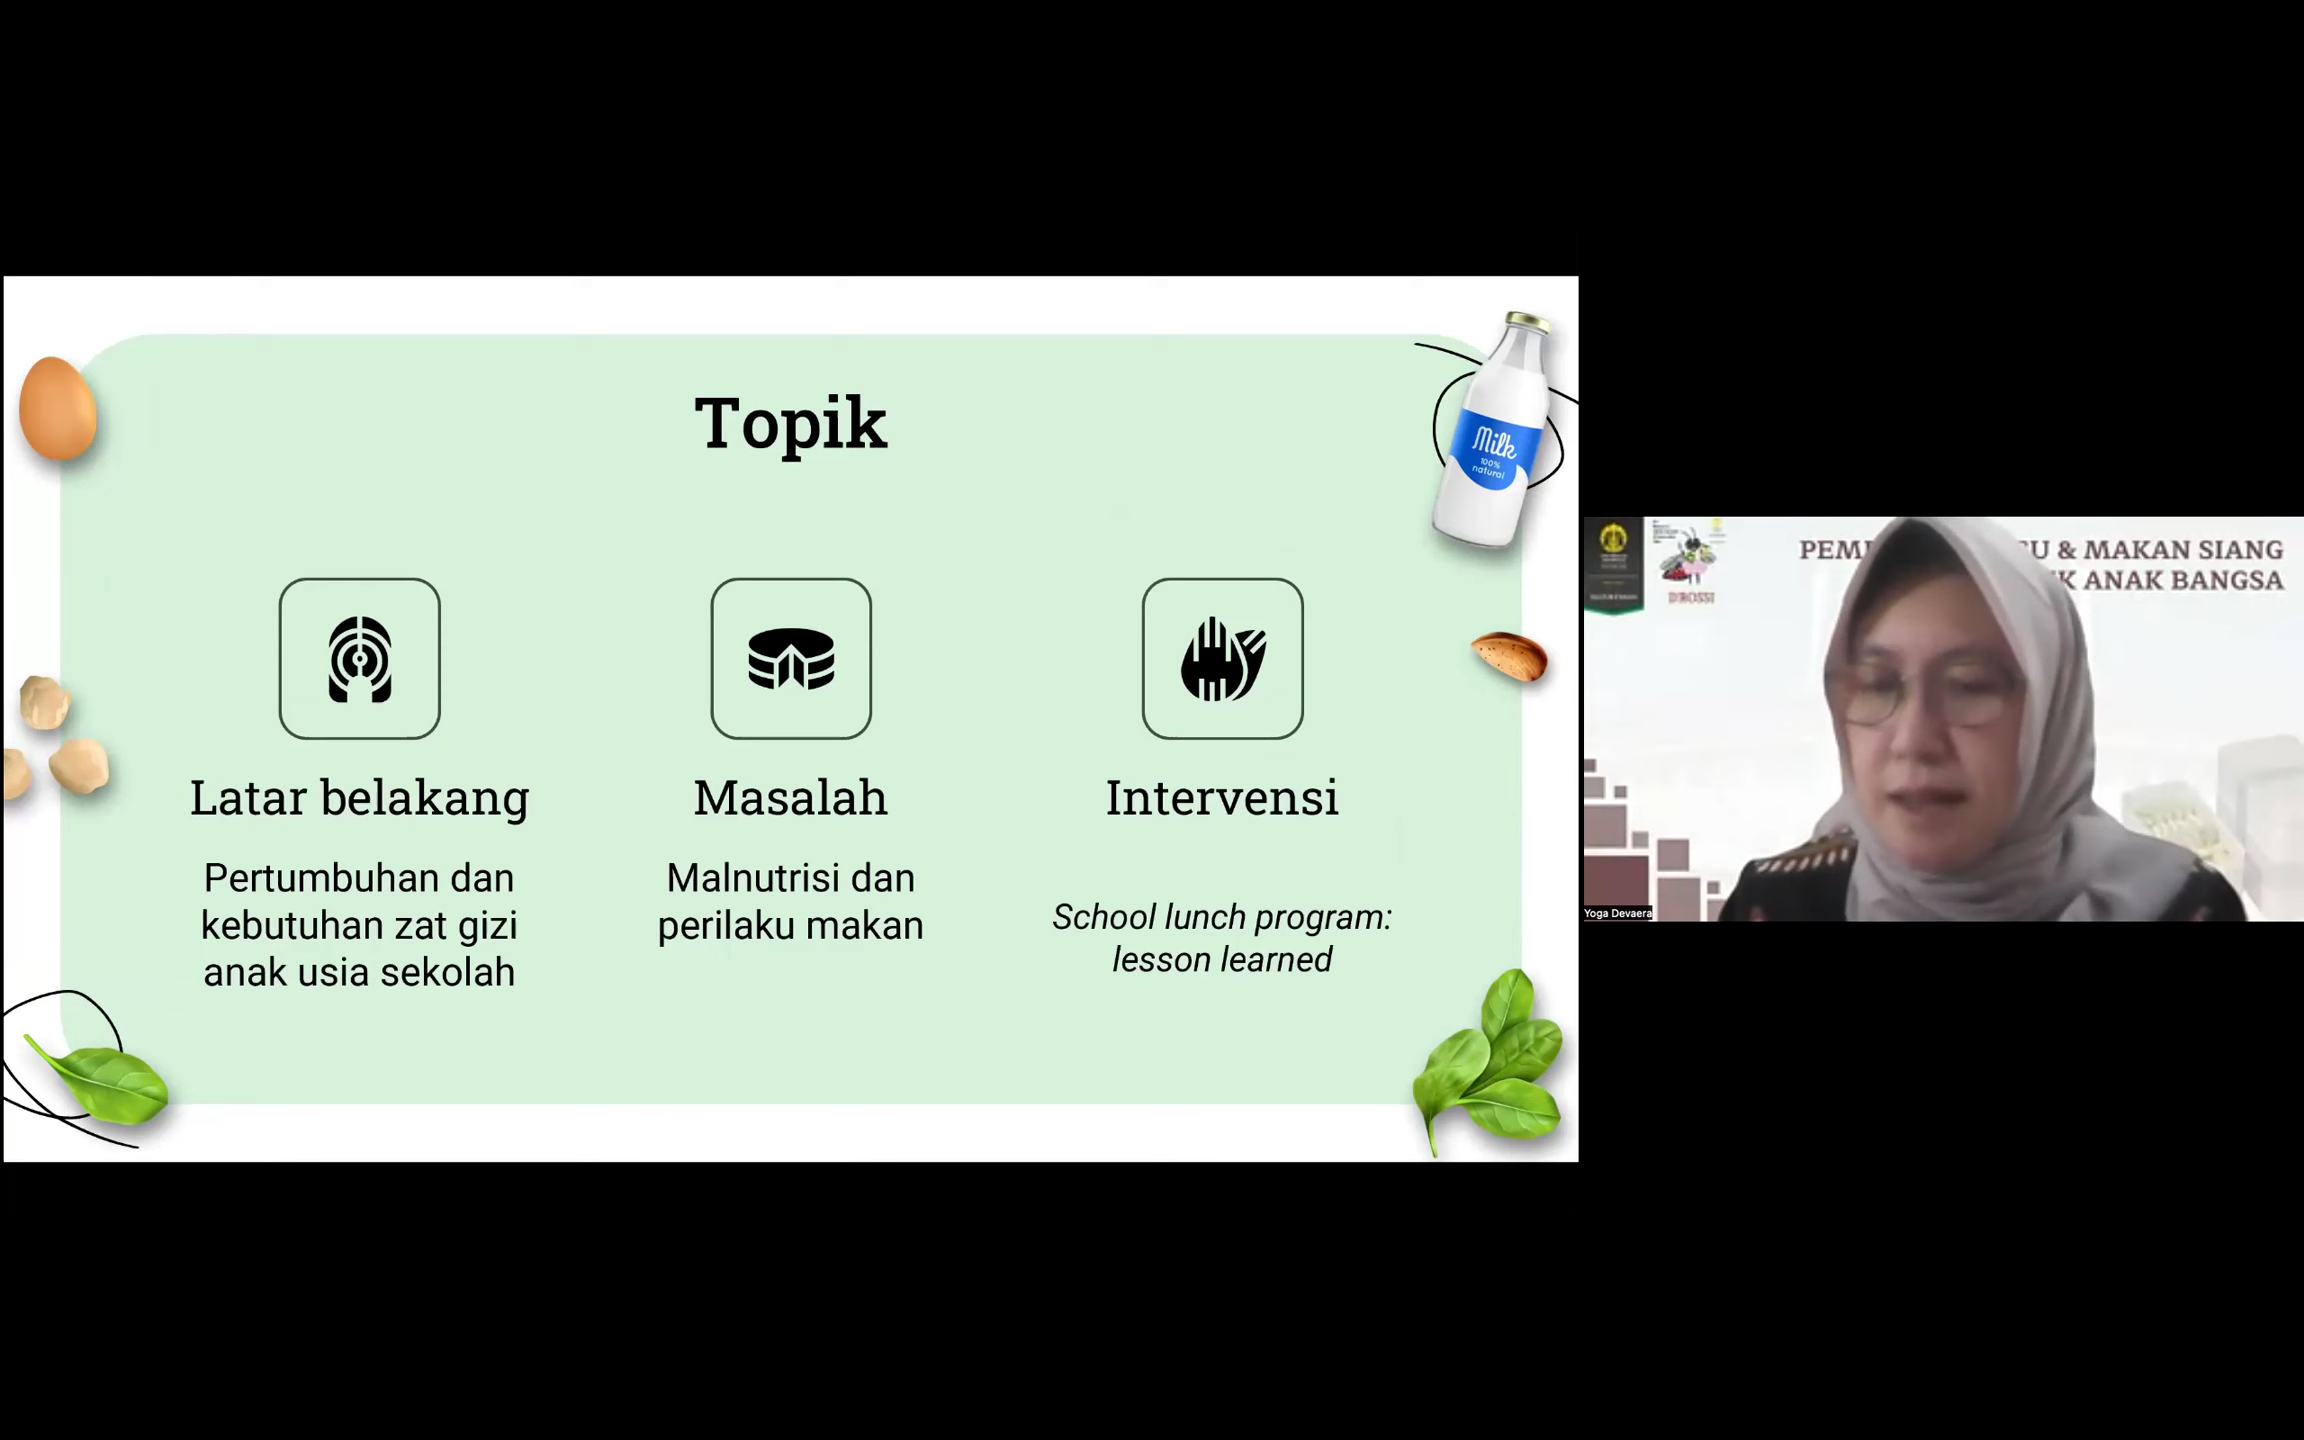 Topik
Milk
100%
natural
Latar belakang
Pertumbuhan dan
kebutuhan zat gizi
anak usia sekolah
Masalah
Malnutrisi dan
perilaku makan
Intervensi
School lunch program:
lesson learned
& MAKAN SIANG
ANAK BANGSA
D'ROSSI
Yoga Devaera